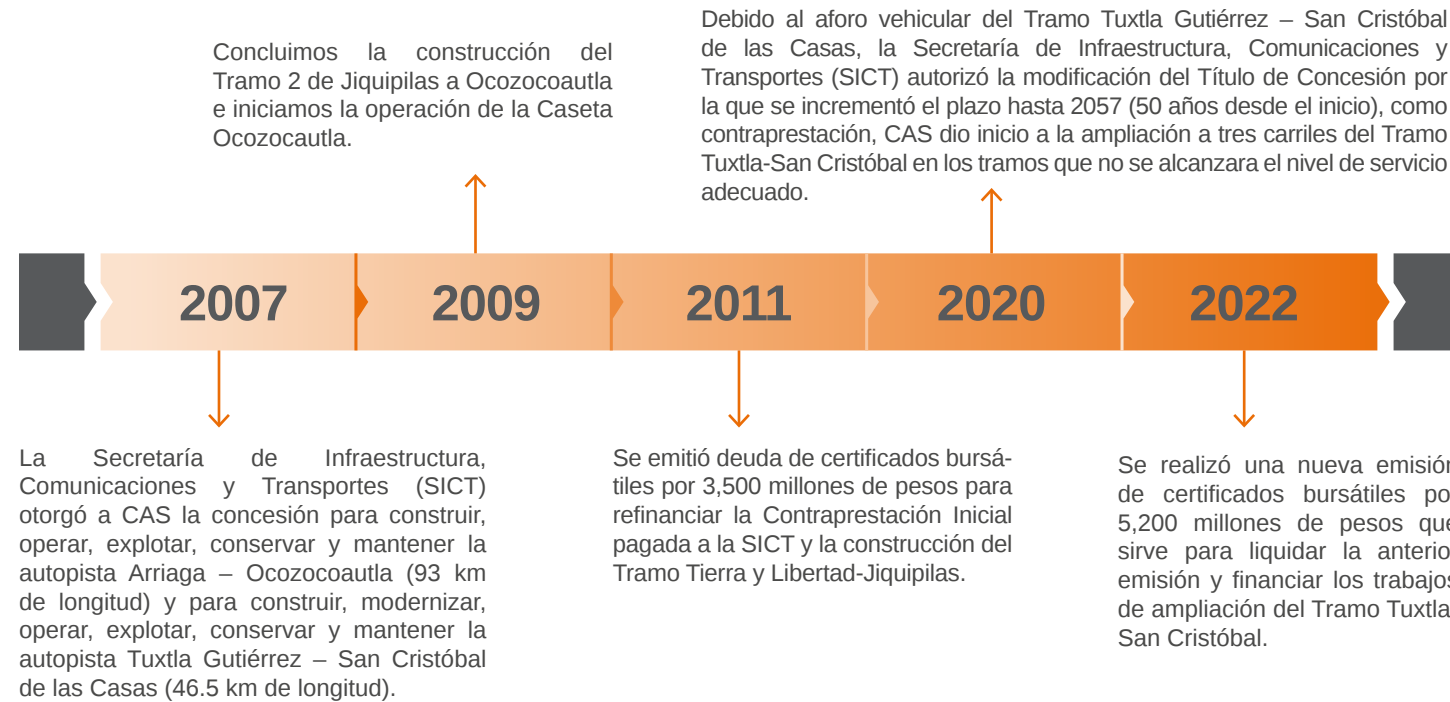 Concluimos la construcción del
Tramo 2 de Jiquipilas a Ocozocoautla
e iniciamos la operación de la Caseta
Ocozocautla.
Debido al aforo vehicular del Tramo Tuxtla Gutiérrez – San Cristóbal
de las Casas, la Secretaría de Infraestructura, Comunicaciones y
Transportes (SICT) autorizó la modificación del Título de Concesión por
la que se incrementó el plazo hasta 2057 (50 años desde el inicio), como
contraprestación, CAS dio inicio a la ampliación a tres carriles del Tramo
Tuxtla-San Cristóbal en los tramos que no se alcanzara el nivel de servicio
adecuado.
2007
2009
2011
2020
2022
La Secretaría de Infraestructura,
Comunicaciones y Transportes (SICT)
otorgó a CAS la concesión para construir,
operar, explotar, conservar y mantener la
autopista Arriaga – Ocozocoautla (93 km
de longitud) y para construir, modernizar,
operar, explotar, conservar y mantener la
autopista Tuxtla Gutiérrez – San Cristóbal
de las Casas (46.5 km de longitud).
Se emitió deuda de certificados bursá-
tiles por 3,500 millones de pesos para
refinanciar la Contraprestación Inicial
pagada a la SICT y la construcción del
Tramo Tierra y Libertad-Jiquipilas.
Se realizó una nueva emisión
de certificados bursátiles po
5,200 millones de pesos que
sirve para liquidar la anterio
emisión y financiar los trabajos
de ampliación del Tramo Tuxtla
San Cristóbal.